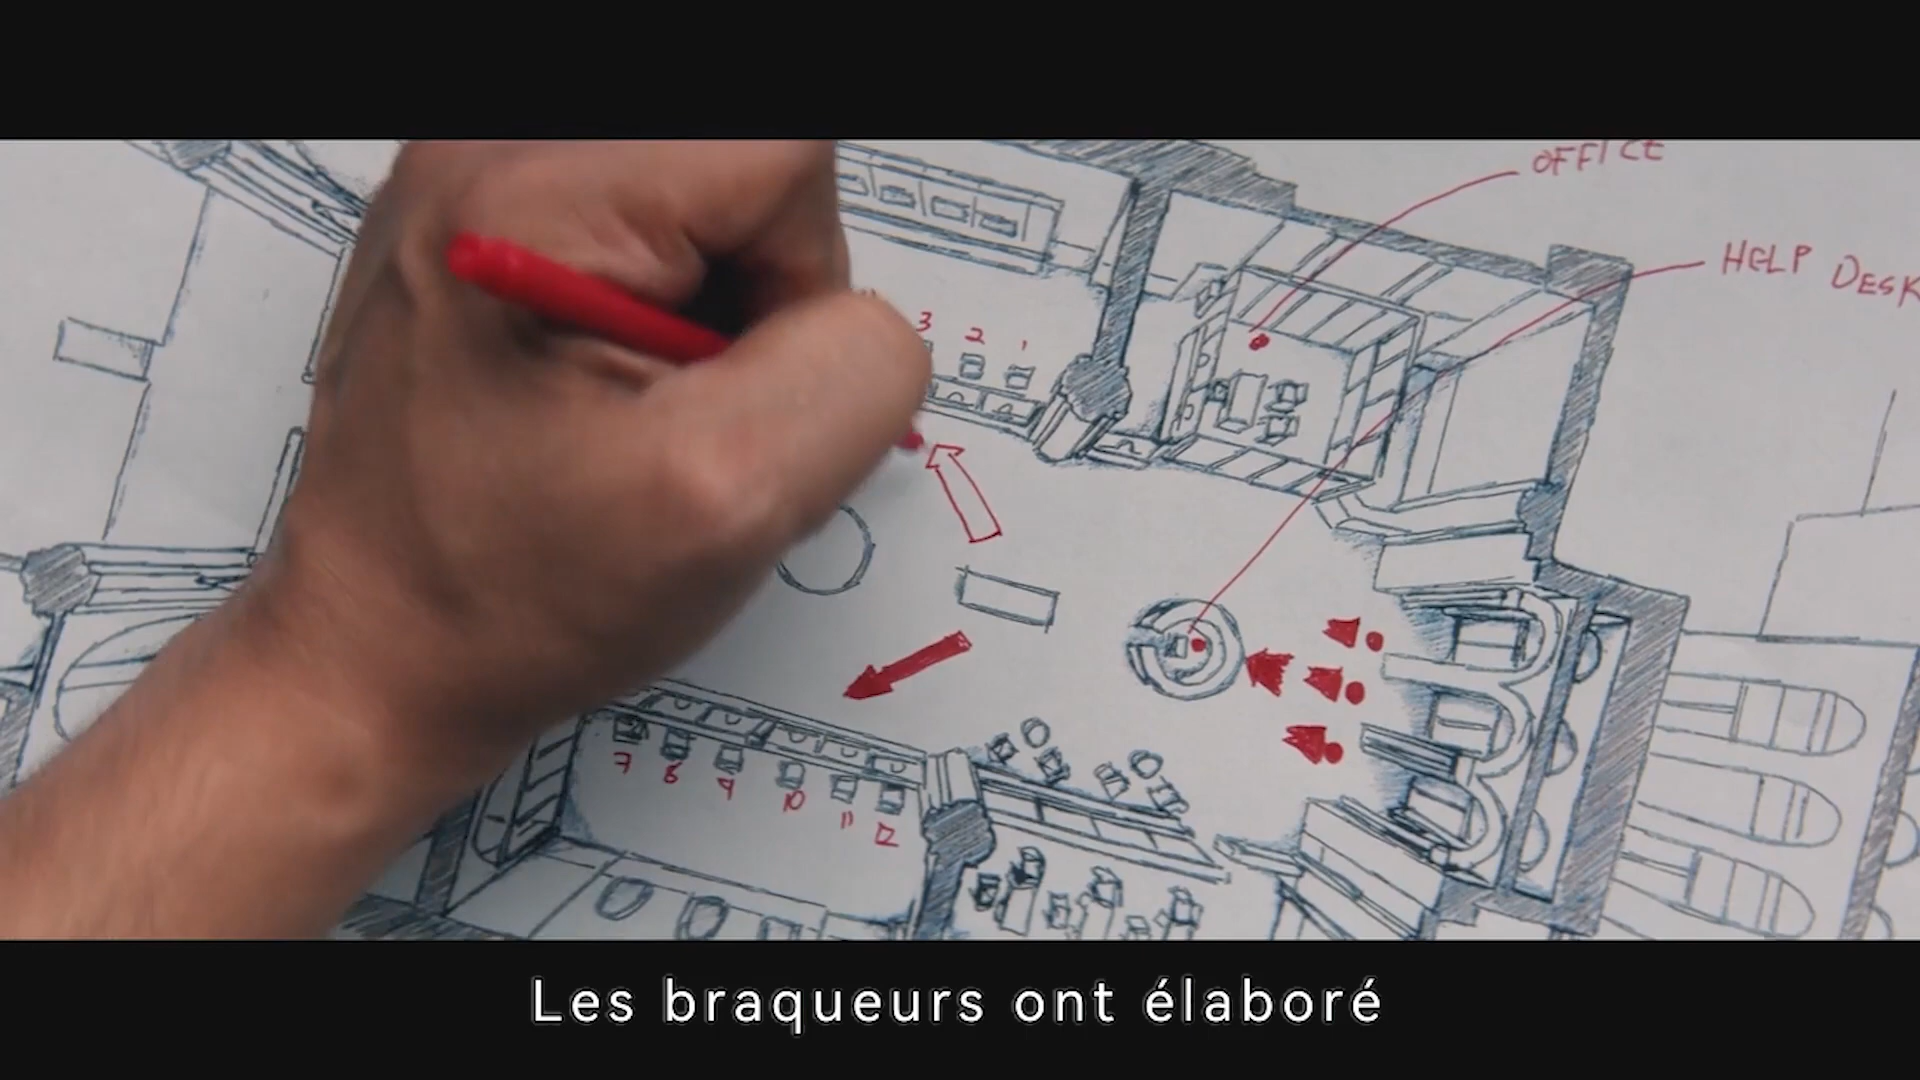 OFFICE
HELP DESK
3 2 1
7 8 9 10 11 12
Les braqueurs ont élaboré